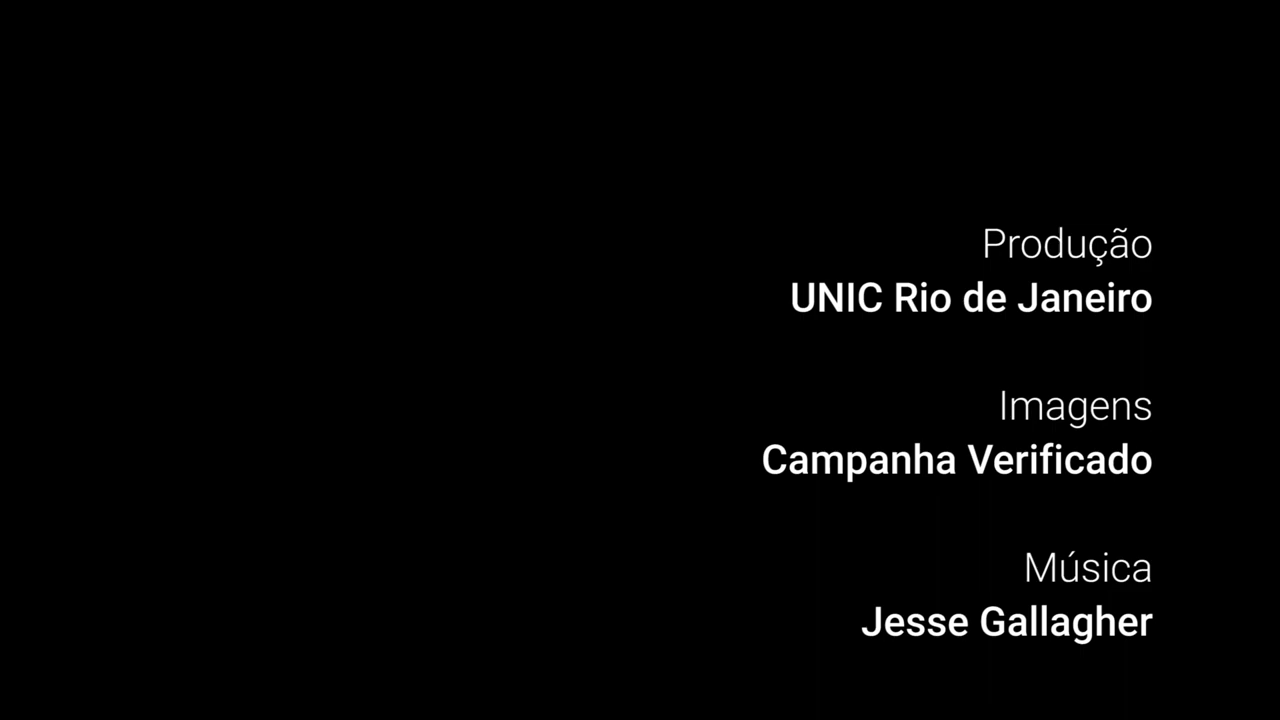 Produção
UNIC Rio de Janeiro
Imagens
Campanha Verificado
Música
Jesse Gallagher